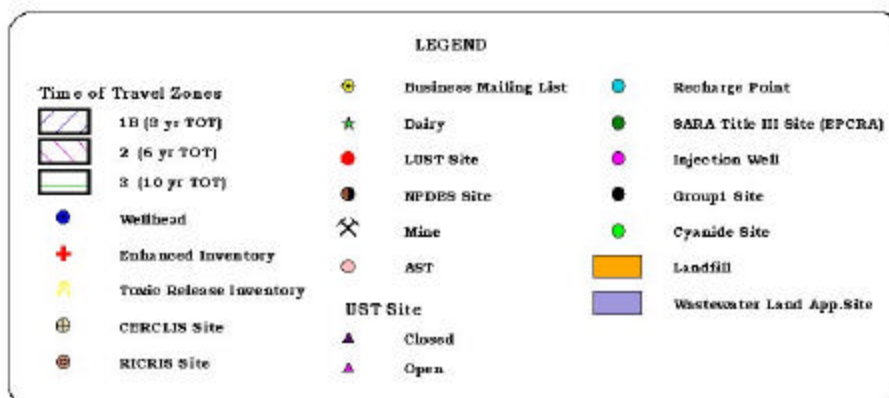 LEGEND
Time of Travel Zones
1B (3 yr TOT)
2 (6 yr TOT)
3 (10 yr TOT)
Wellhead
Enhanced Inventory
Toxic Release Inventory
CERCLIS Site
RICRIS Site
Business Mailing List
Dairy
LUST Site
NPDES Site
Mine
AST
UST Site
Closed
Open
Recharge Point
SARA Title III Site (EPCRA)
Injection Well
Group1 Site
Cyanide Site
Landfill
Wastewater Land App.Site